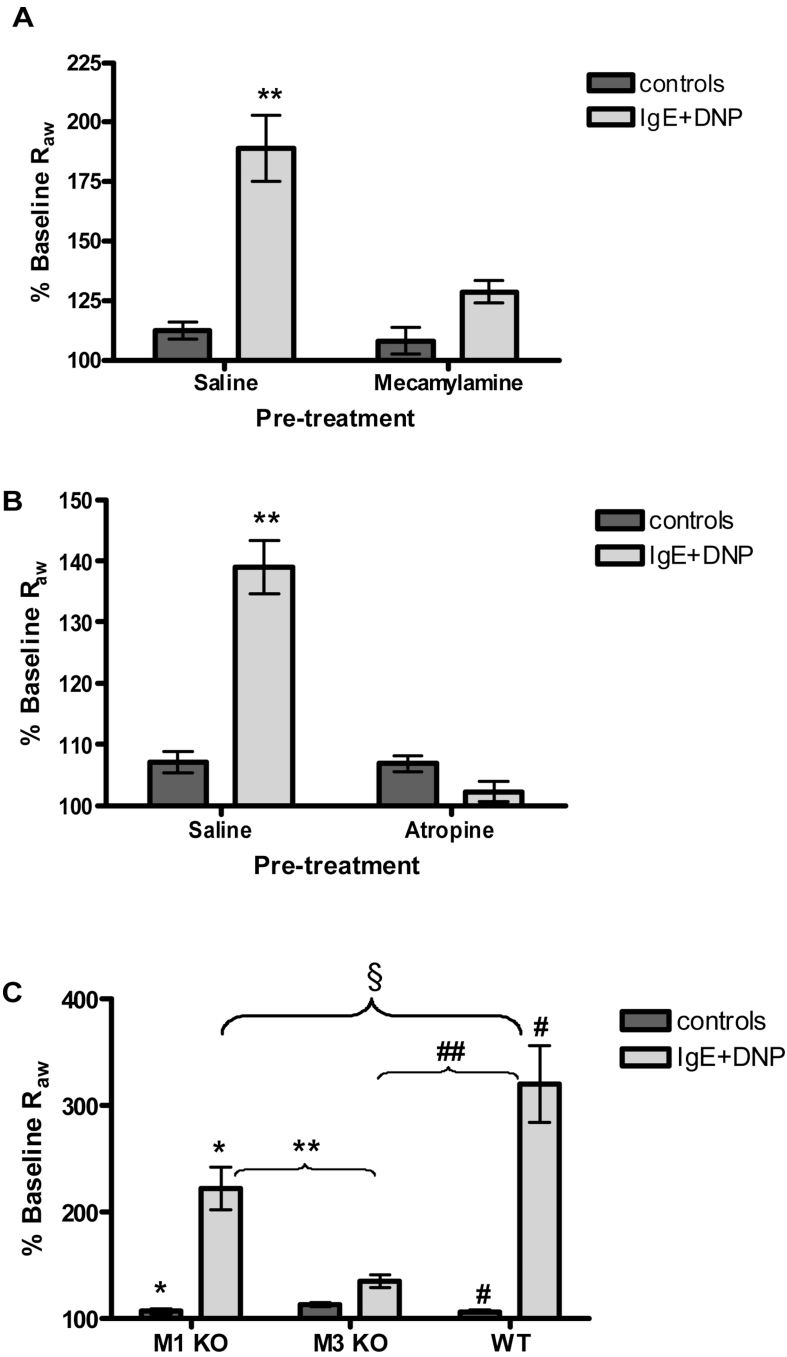 A
225
200
175
150
125
100
% Baseline Raw
**
controls
IgE+DNP
Saline
Mecamylamine
Pre-treatment
B
150
140
130
120
110
100
% Baseline Raw
**
controls
IgE+DNP
Saline
Atropine
Pre-treatment
C
400
300
200
100
% Baseline Raw
§
##
#
**
*
*
#
controls
IgE+DNP
M1 KO
M3 KO
WT